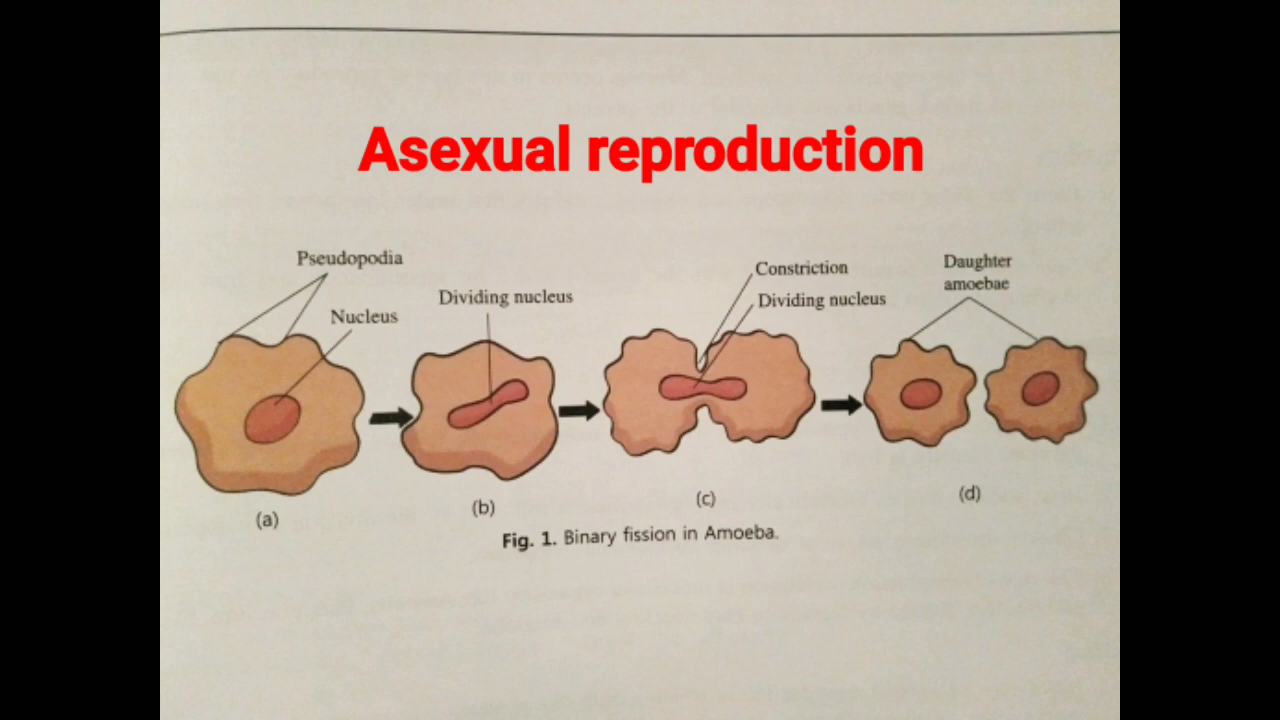 Asexual reproduction
Pseudopodia
Nucleus
Dividing nucleus
Constriction
Dividing nucleus
Daughter
amoebae
(a)
(b)
(c)
(d)
Fig. 1. Binary fission in Amoeba.